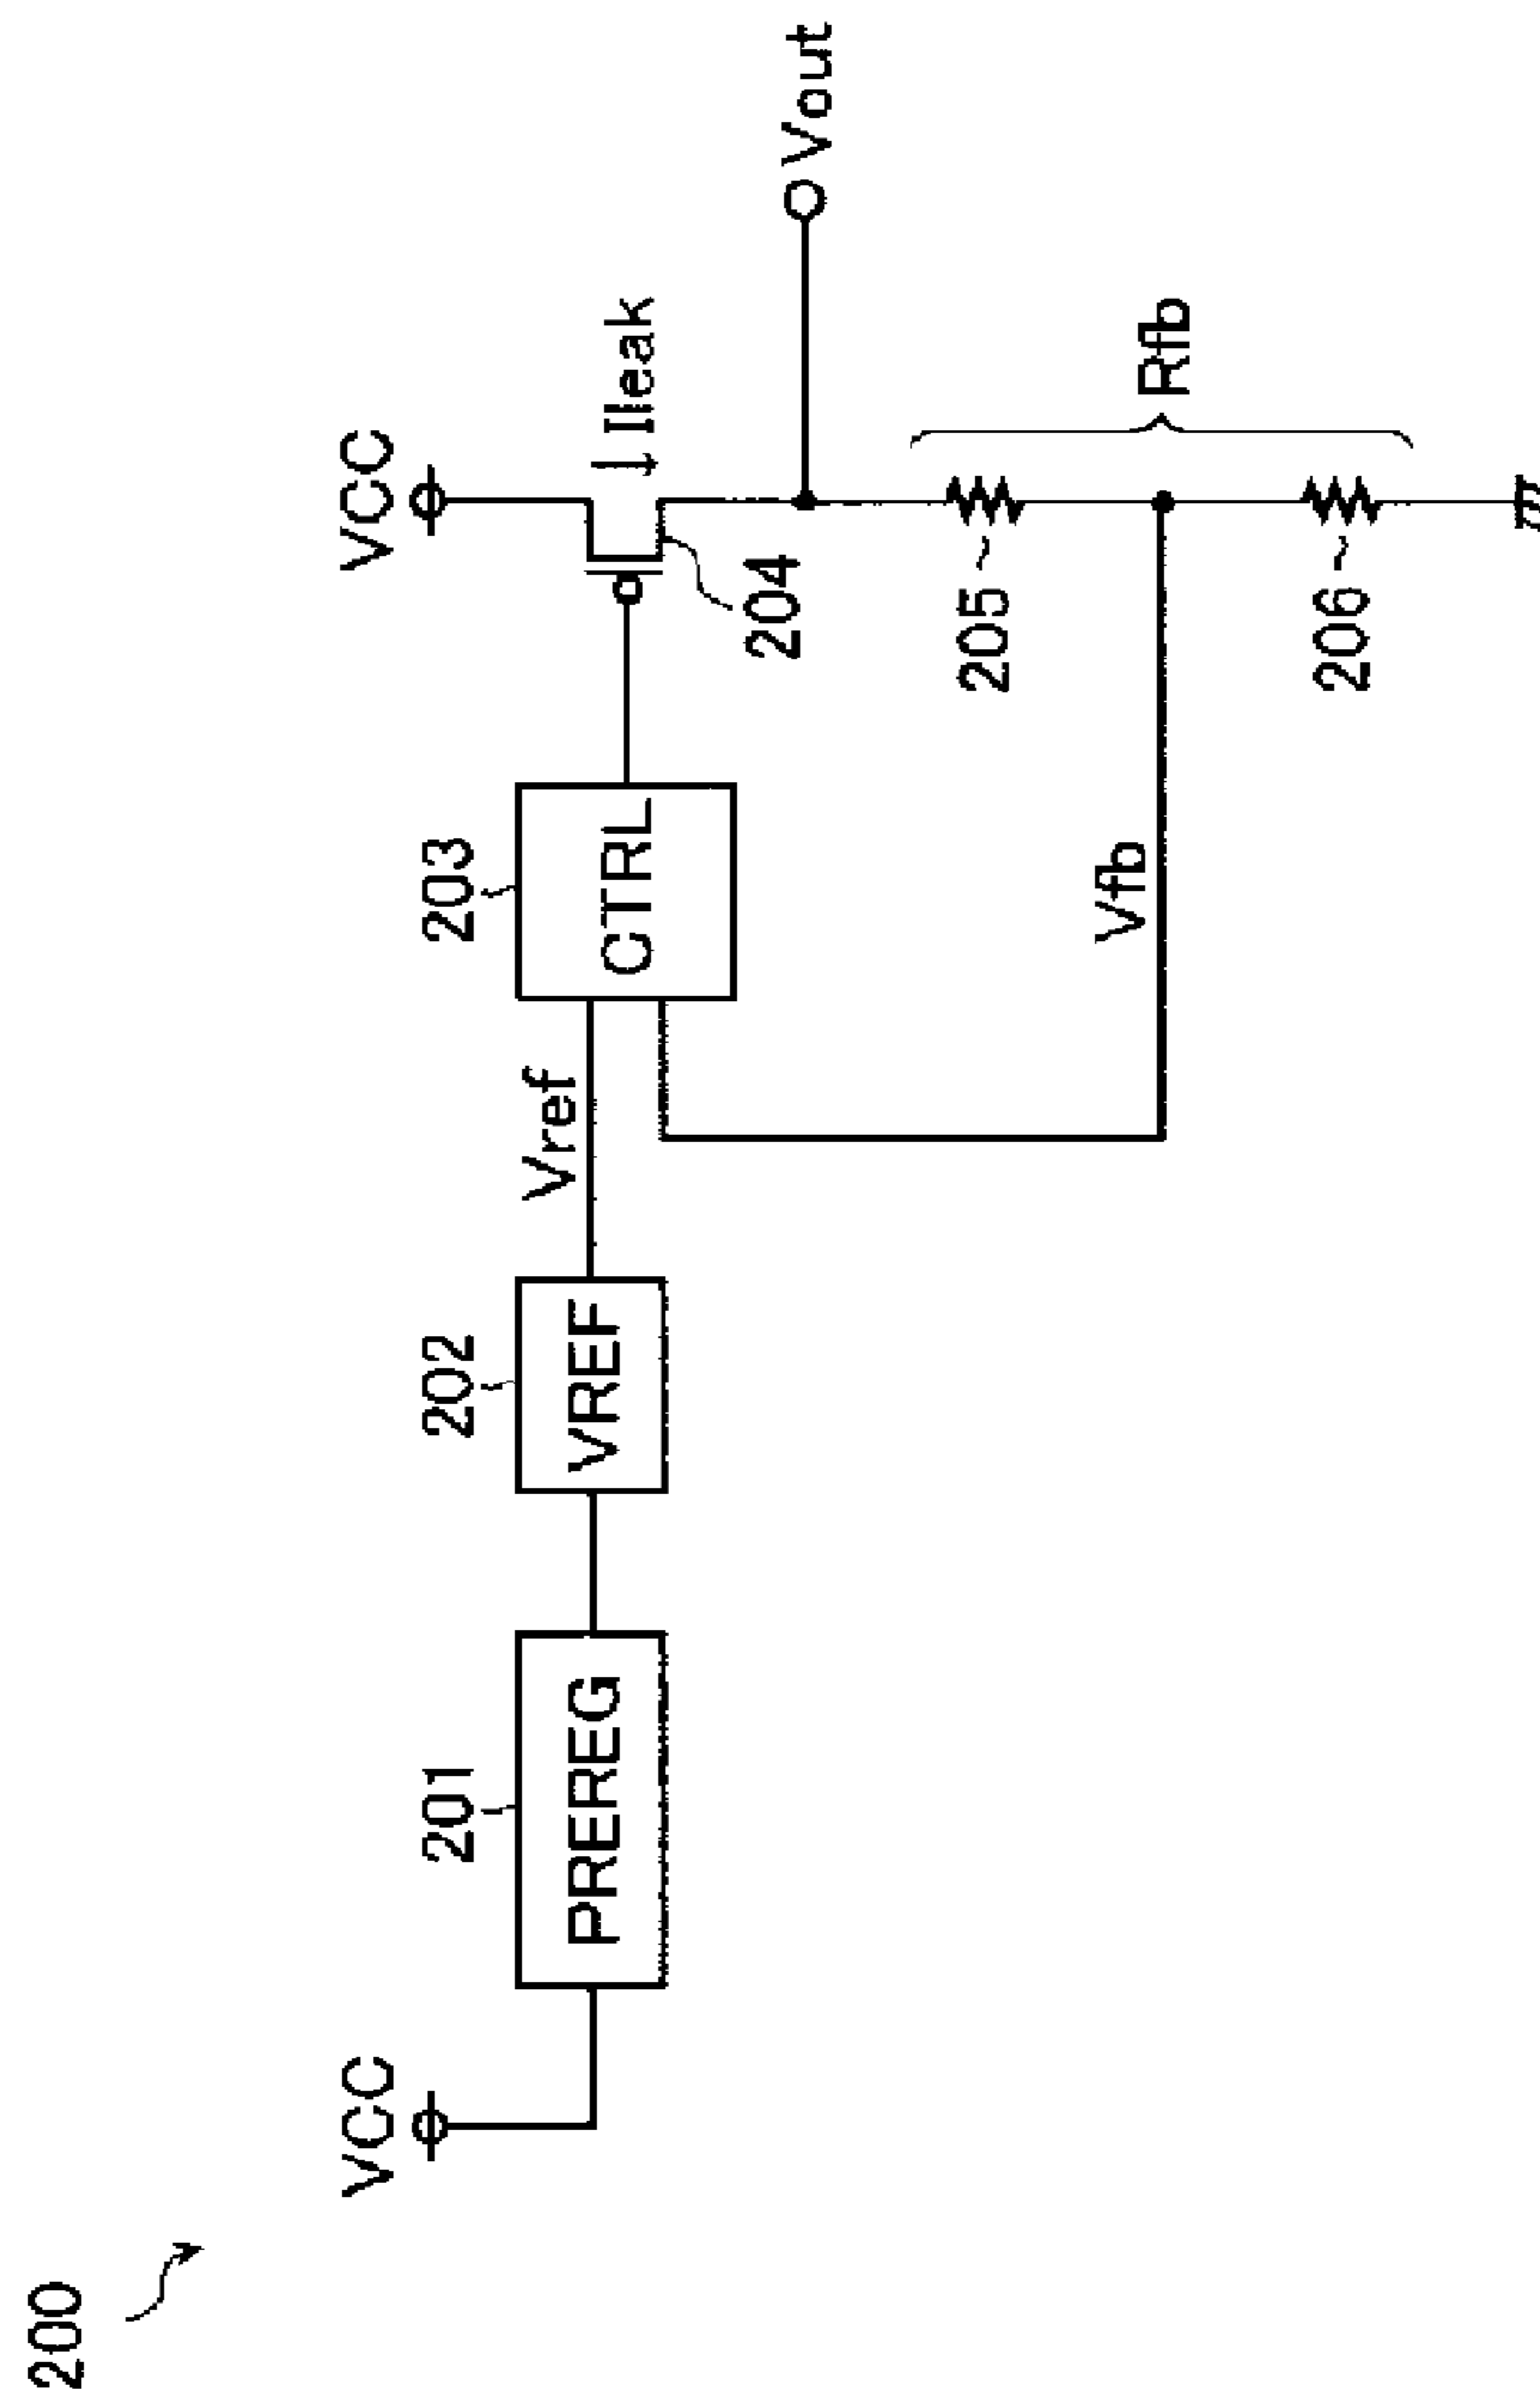 200
VCC
201
PREREG
202
VREF
Vref
203
CTRL
VCC
Ileak
204
Vout
205
Rfb
Vfb
206